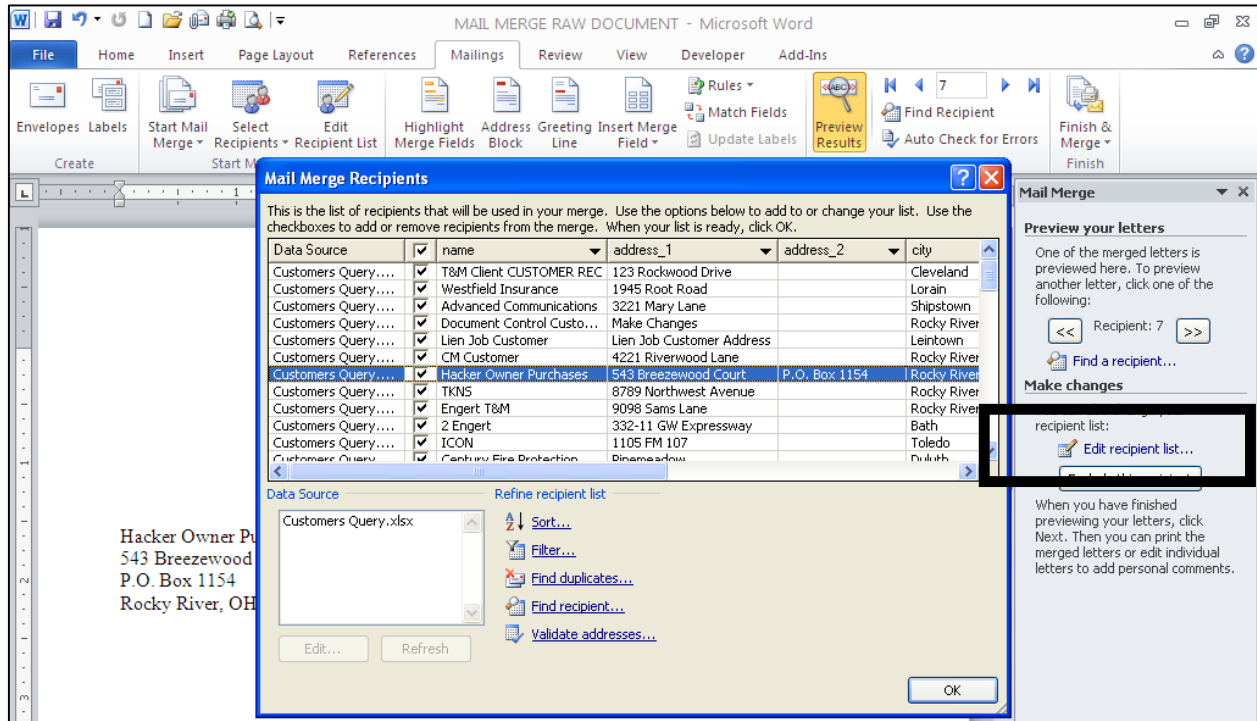 MAIL MERGE RAW DOCUMENT - Microsoft Word
File Home Insert Page Layout References Mailings Review View Developer Add-Ins
Envelopes Labels Start Mail Merge Select Recipients Edit Recipient List Highlight Merge Fields Address Block Greeting Line Insert Merge Field Rules Match Fields Update Labels Preview Results 7 Find Recipient Auto Check for Errors Finish & Merge
Create Start M Finish
Mail Merge Recipients
This is the list of recipients that will be used in your merge. Use the options below to add to or change your list. Use the
checkboxes to add or remove recipients from the merge. When your list is ready, click OK.
Data Source name address_1 address_2 city
Customers Query.... T&M Client CUSTOMER REC 123 Rockwood Drive Cleveland
Customers Query.... Westfield Insurance 1945 Root Road Lorain
Customers Query.... Advanced Communications 3221 Mary Lane Shipstown
Customers Query.... Document Control Custo... Make Changes Rocky River
Customers Query.... Lien Job Customer Lien Job Customer Address Leintown
Customers Query.... CM Customer 4221 Riverwood Lane Rocky River
Customers Query.... Hacker Owner Purchases 543 Breezewood Court P.O. Box 1154 Rocky River
Customers Query.... TKNS 8789 Northwest Avenue Rocky River
Customers Query.... Engert T&M 9098 Sams Lane Rocky River
Customers Query.... 2 Engert 332-11 GW Expressway Bath
Customers Query.... ICON 1105 FM 107 Toledo
Customers Query Century Fire Protection Pinemeadow Duluth
Data Source Refine recipient list
Customers Query.xlsx
Sort...
Filter...
Find duplicates...
Find recipient...
Validate addresses...
Edit... Refresh
OK
Hacker Owner Pu
543 Breezewood
P.O. Box 1154
Rocky River, OH
Mail Merge
Preview your letters
One of the merged letters is
previewed here. To preview
another letter, click one of the
following:
<< Recipient: 7 >>
Find a recipient...
Make changes
recipient list:
Edit recipient list...
When you have finished
previewing your letters, click
Next. Then you can print the
merged letters or edit individual
letters to add personal comments.